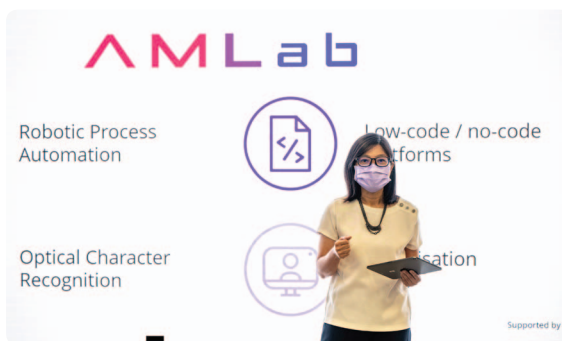 AMLab
Robotic Process
Automation
Low-code / no-code
Optical Character
Recognition
Supported by